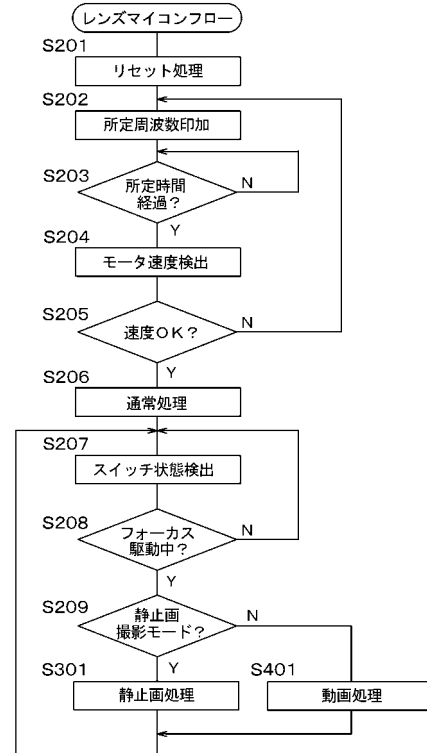 レンズマイコンフロー
S201
リセット処理
S202
所定周波数印加
S203
所定時間
経過?
N
Y
S204
モータ速度検出
S205
速度OK?
N
Y
S206
通常処理
S207
スイッチ状態検出
S208
フォーカス
駆動中?
N
Y
S209
静止画
撮影モード?
N
Y
S301
静止画処理
S401
動画処理